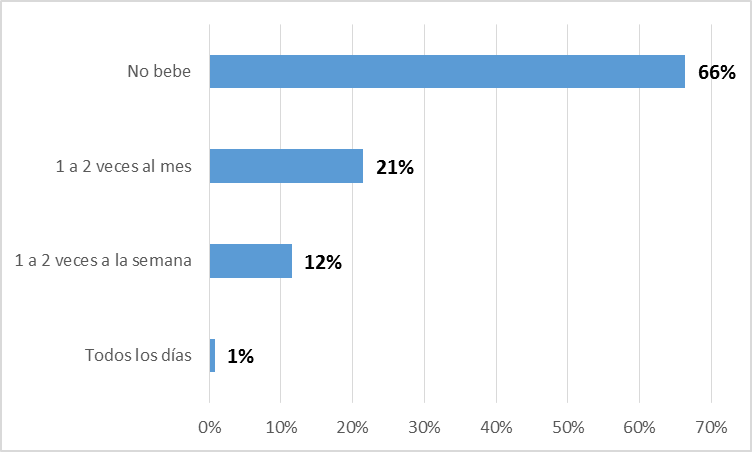 No bebe
66%
1 a 2 veces al mes
21%
1 a 2 veces a la semana
12%
Todos los días
1%
0% 10% 20% 30% 40% 50% 60% 70%